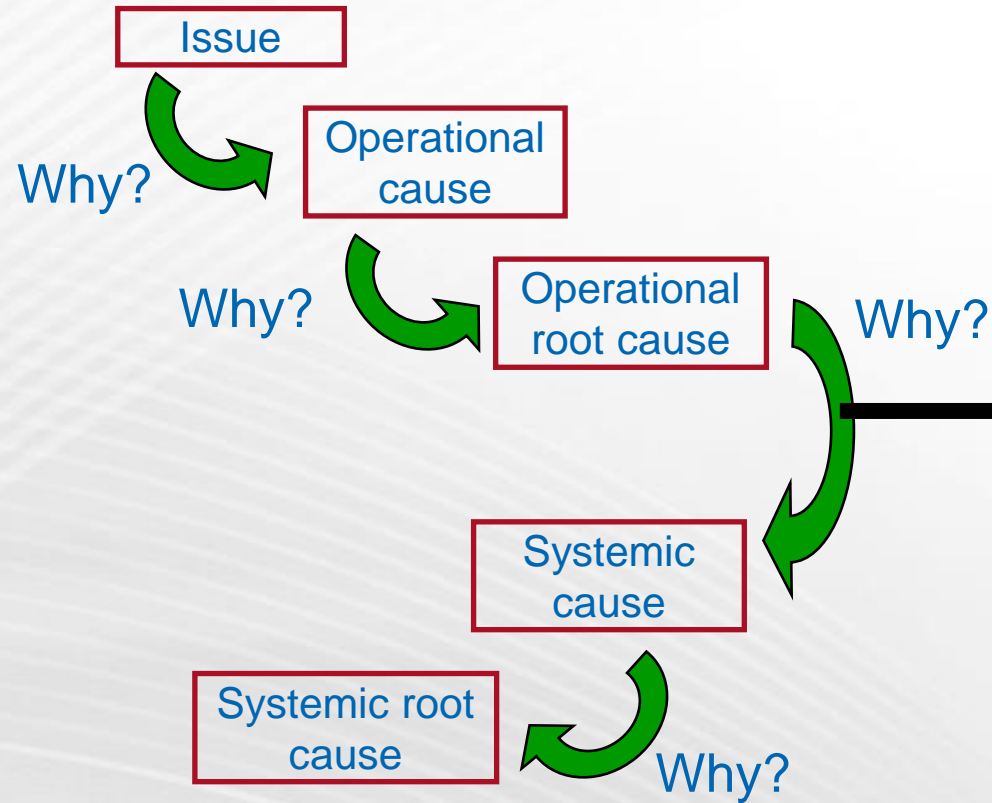 Issue
Why?
Operational
cause
Why?
Operational
root cause
Why?
Systemic
cause
Why?
Systemic root
cause